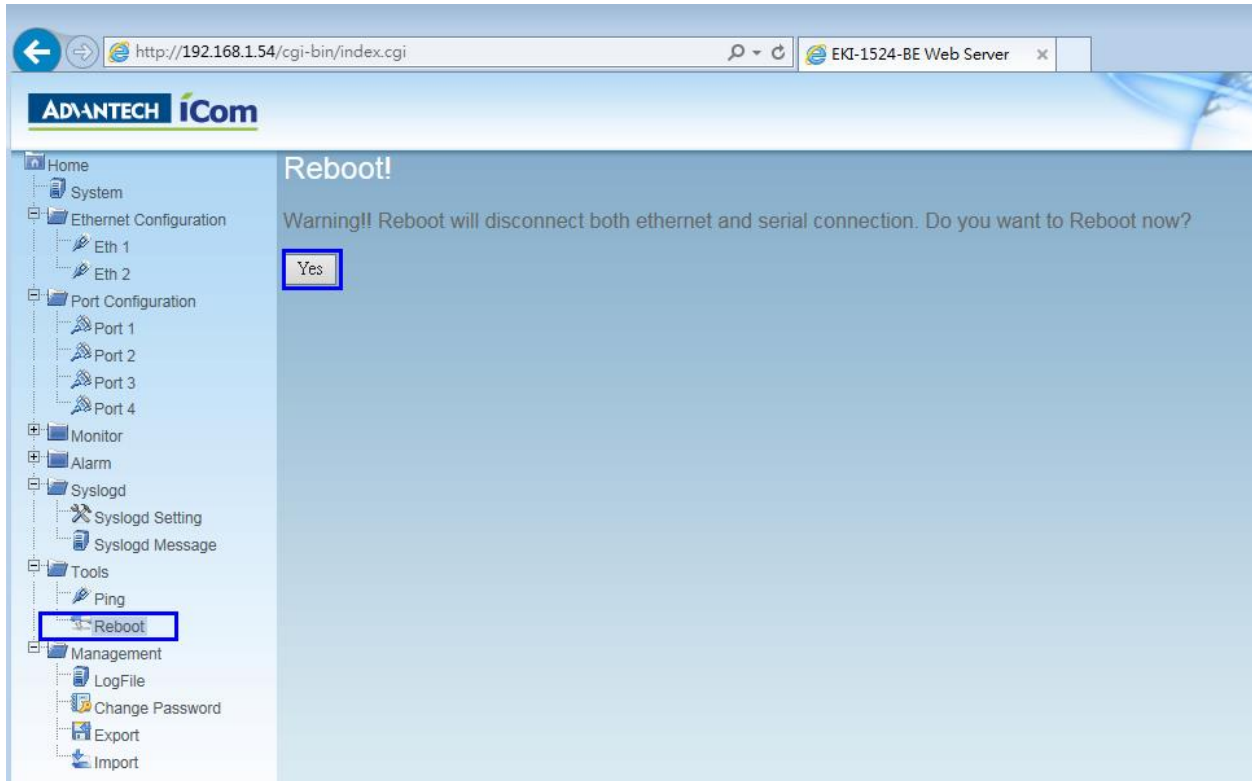 http://192.168.1.54/cgi-bin/index.cgi
EKI-1524-BE Web Server
ADVANTECH iCom
Home
System
Ethernet Configuration
Eth 1
Eth 2
Port Configuration
Port 1
Port 2
Port 3
Port 4
Monitor
Alarm
Syslogd
Syslogd Setting
Syslogd Message
Tools
Ping
Reboot
Management
LogFile
Change Password
Export
Import
Reboot!
Warning!! Reboot will disconnect both ethernet and serial connection. Do you want to Reboot now?
Yes